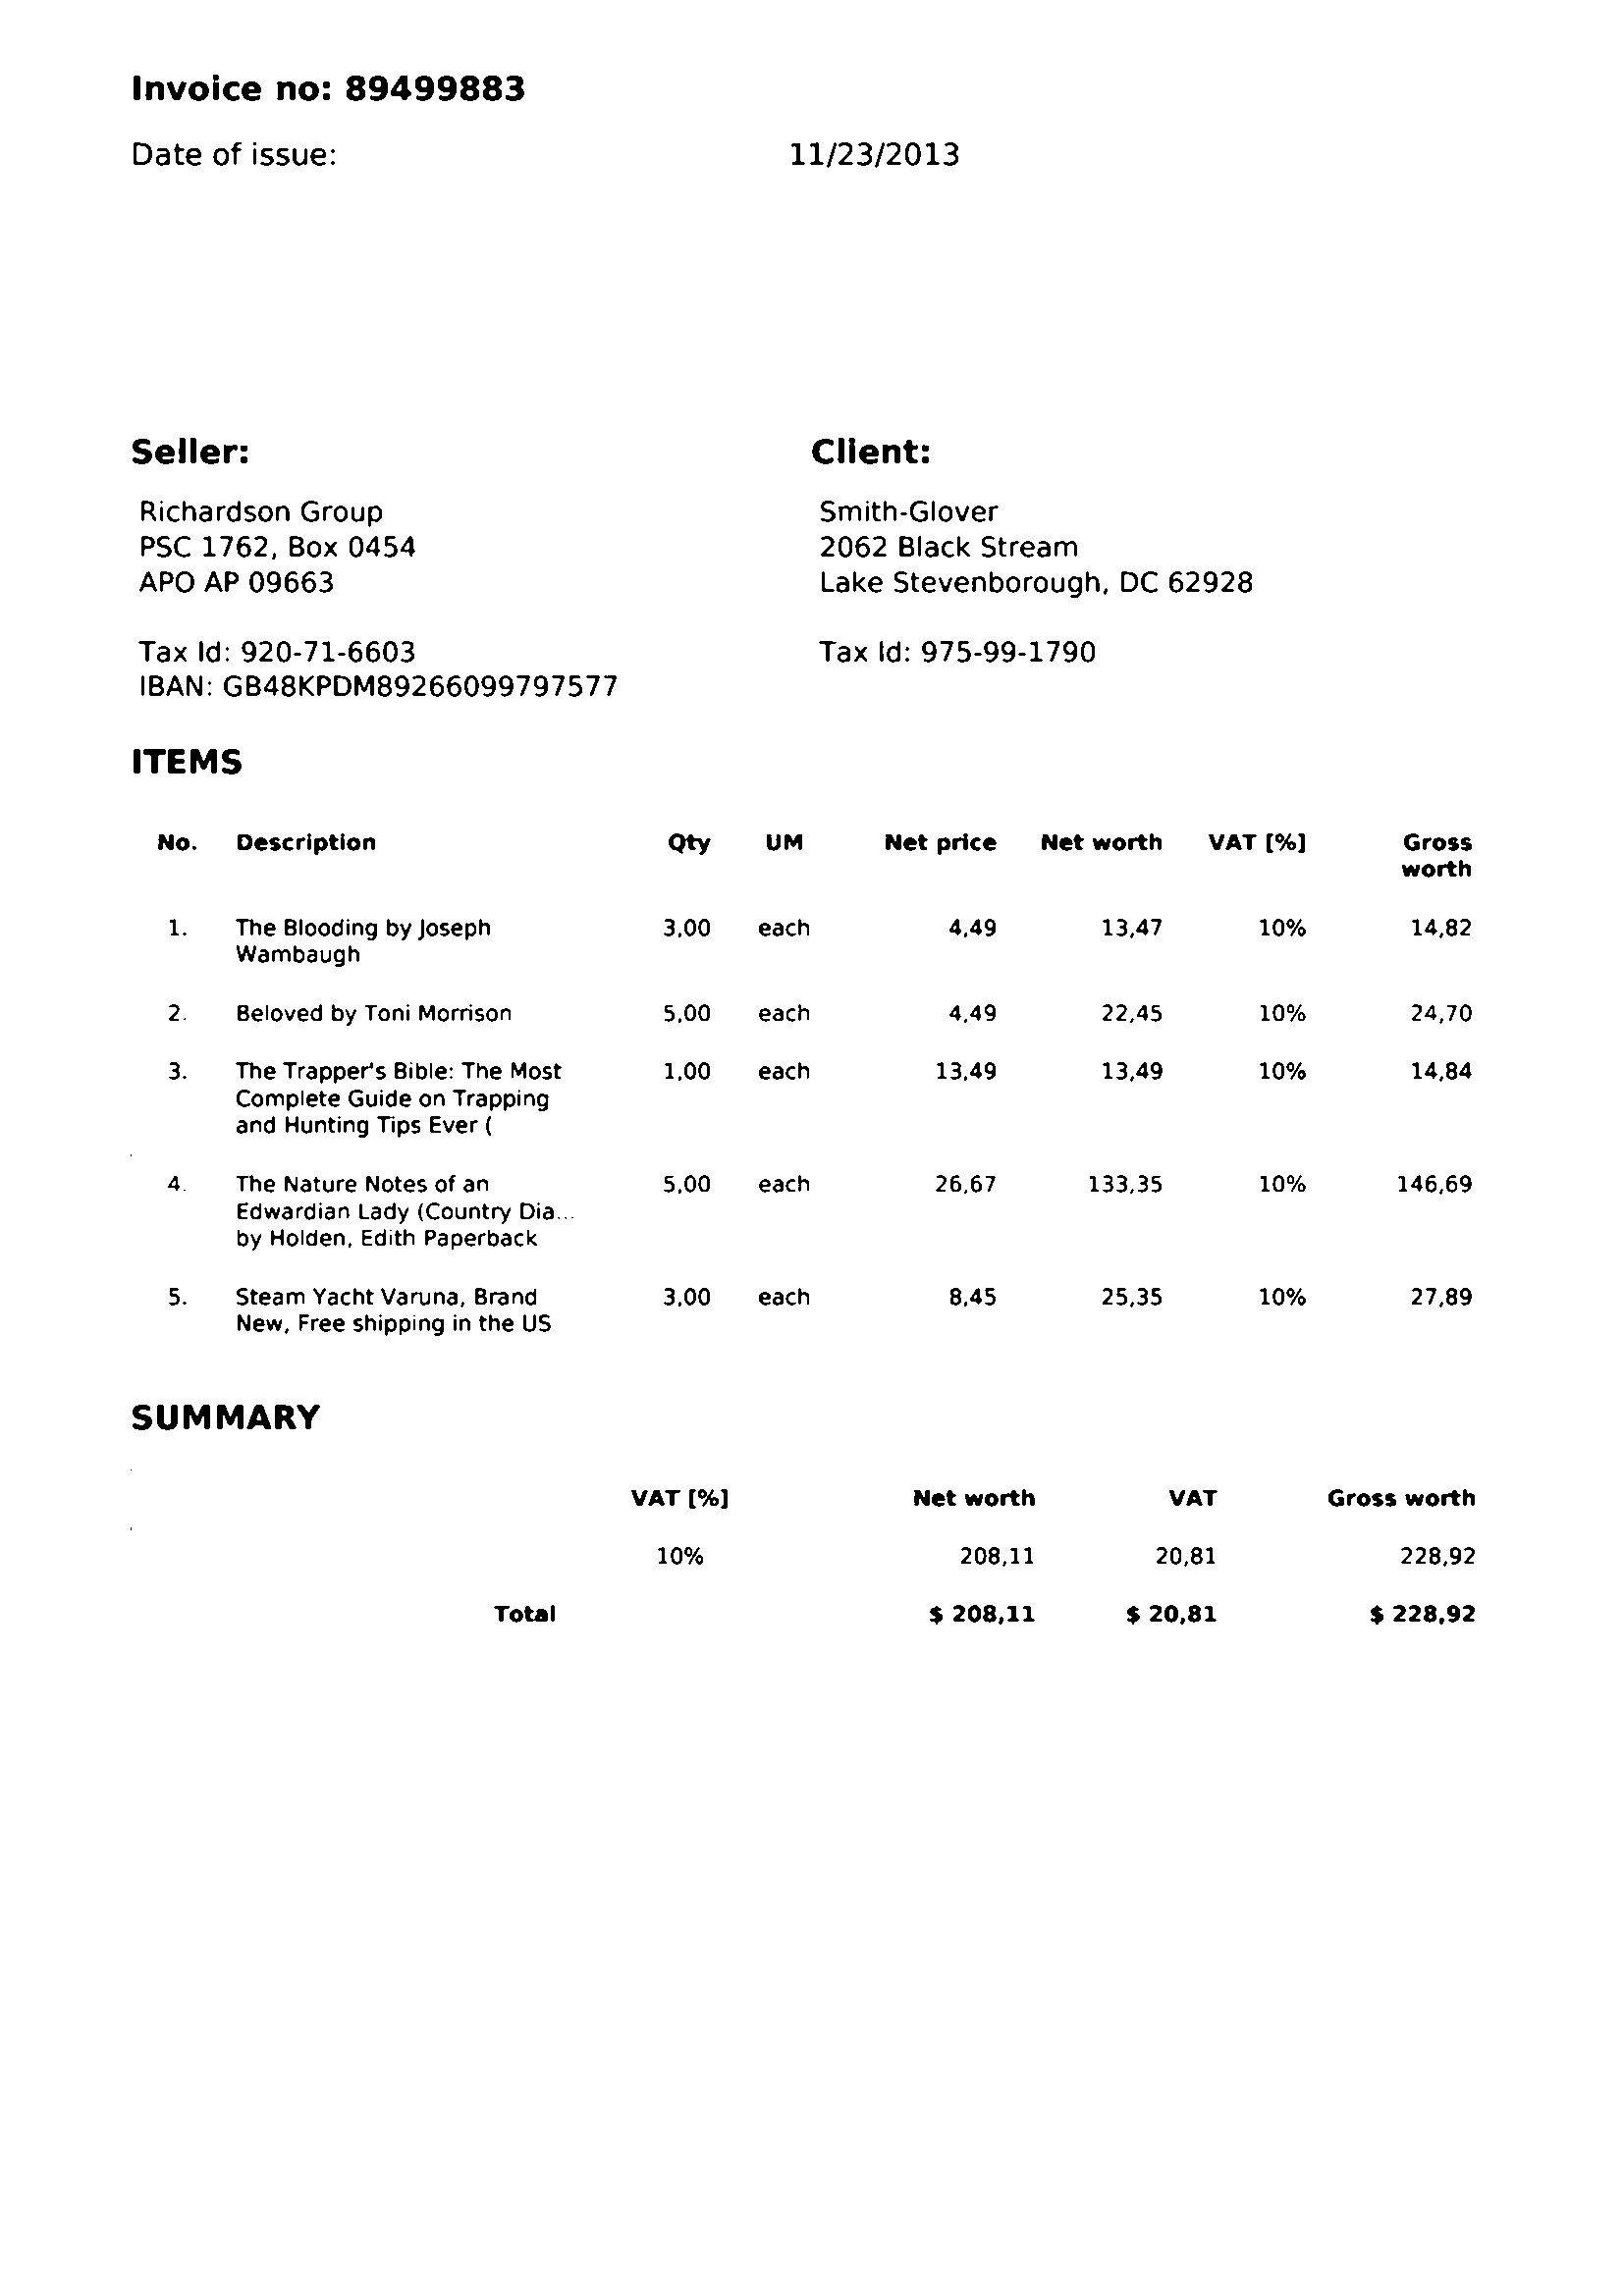 Invoice no: 89499883
Date of issue: 11/23/2013
Seller: Client:
Richardson Group Smith-Glover
PSC 1762, Box 0454 2062 Black Stream
APO AP 09663 Lake Stevenborough, DC 62928
Tax Id: 920-71-6603 Tax Id: 975-99-1790
IBAN: GB48KPDM89266099797577
ITEMS
No. Description Qty UM Net price Net worth VAT [%] Gross
worth
1. The Blooding by Joseph 3,00 each 4,49 13,47 10% 14,82
Wambaugh
2. Beloved by Toni Morrison 5,00 each 4,49 22,45 10% 24,70
3. The Trapper's Bible: The Most 1,00 each 13,49 13,49 10% 14,84
Complete Guide on Trapping
and Hunting Tips Ever (
4. The Nature Notes of an 5,00 each 26,67 133,35 10% 146,69
Edwardian Lady (Country Dia...
by Holden, Edith Paperback
5. Steam Yacht Varuna, Brand 3,00 each 8,45 25,35 10% 27,89
New, Free shipping in the US
SUMMARY
VAT [%] Net worth VAT Gross worth
10% 208,11 20,81 228,92
Total $ 208,11 $ 20,81 $ 228,92